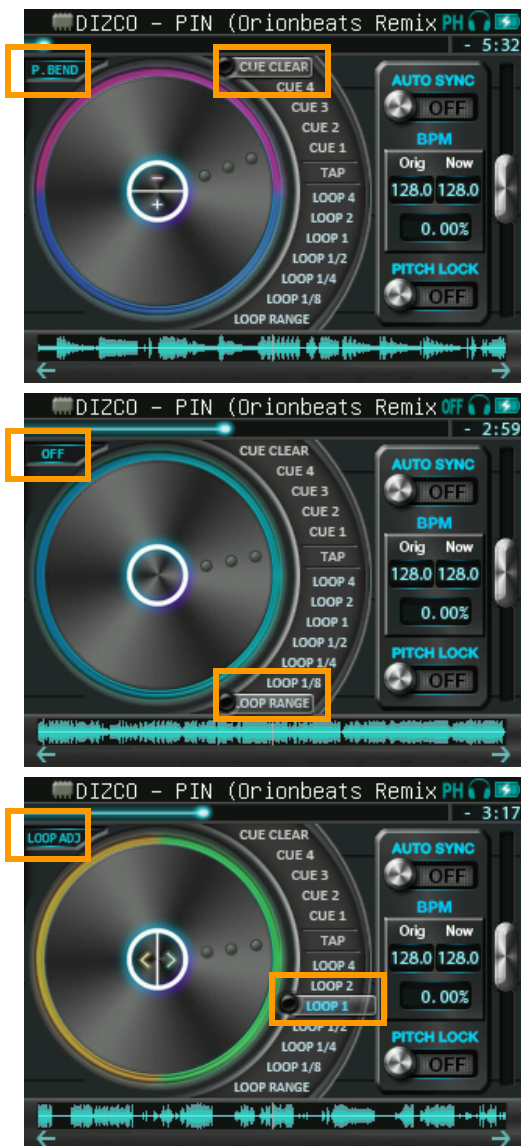 DIZCO - PIN (Orionbeats Remix PH
- 5:32
P.BEND
CUE CLEAR
CUE 4
CUE 3
CUE 2
CUE 1
TAP
LOOP 4
LOOP 2
LOOP 1
LOOP 1/2
LOOP 1/4
LOOP 1/8
LOOP RANGE
- +
AUTO SYNC
OFF
BPM
Orig Now
128.0 128.0
0.00%
PITCH LOCK
OFF
DIZCO - PIN (Orionbeats Remix OFF
- 2:59
OFF
CUE CLEAR
CUE 4
CUE 3
CUE 2
CUE 1
TAP
LOOP 4
LOOP 2
LOOP 1
LOOP 1/2
LOOP 1/4
LOOP 1/8
LOOP RANGE
AUTO SYNC
OFF
BPM
Orig Now
128.0 128.0
0.00%
PITCH LOCK
OFF
DIZCO - PIN (Orionbeats Remix PH
- 3:17
LOOP ADJ
CUE CLEAR
CUE 4
CUE 3
CUE 2
CUE 1
TAP
LOOP 4
LOOP 2
LOOP 1
LOOP 1/2
LOOP 1/4
LOOP 1/8
LOOP RANGE
< >
AUTO SYNC
OFF
BPM
Orig Now
128.0 128.0
0.00%
PITCH LOCK
OFF